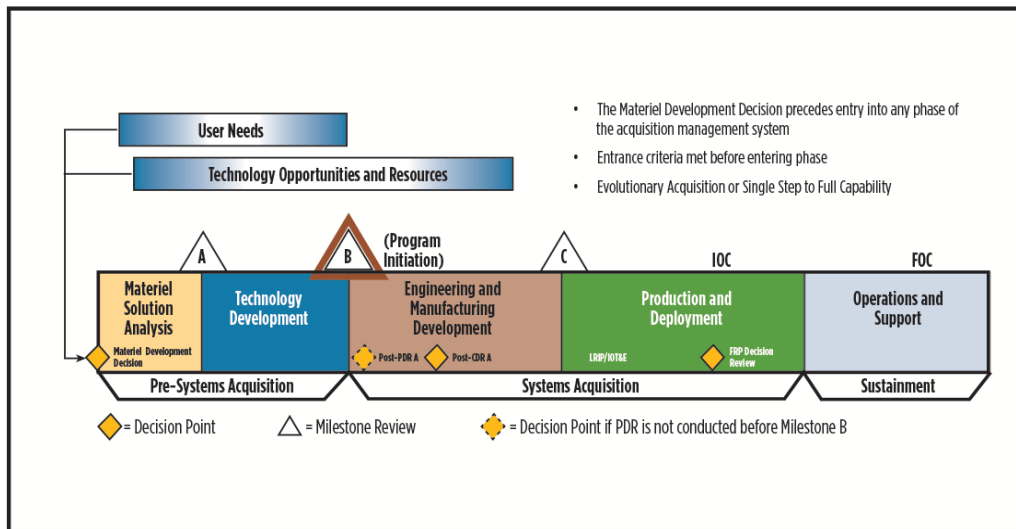 User Needs
Technology Opportunities and Resources
• The Materiel Development Decision precedes entry into any phase of
the acquisition management system
• Entrance criteria met before entering phase
• Evolutionary Acquisition or Single Step to Full Capability
A
B
(Program
Initiation)
C
IOC
FOC
Materiel
Solution
Analysis
Technology
Development
Engineering and
Manufacturing
Development
Production and
Deployment
Operations and
Support
Materiel Development
Decision
Post-PDR A
Post-CDR A
LRIP/IOT&E
FRP Decision
Review
Pre-Systems Acquisition
Systems Acquisition
Sustainment
= Decision Point
= Milestone Review
= Decision Point if PDR is not conducted before Milestone B